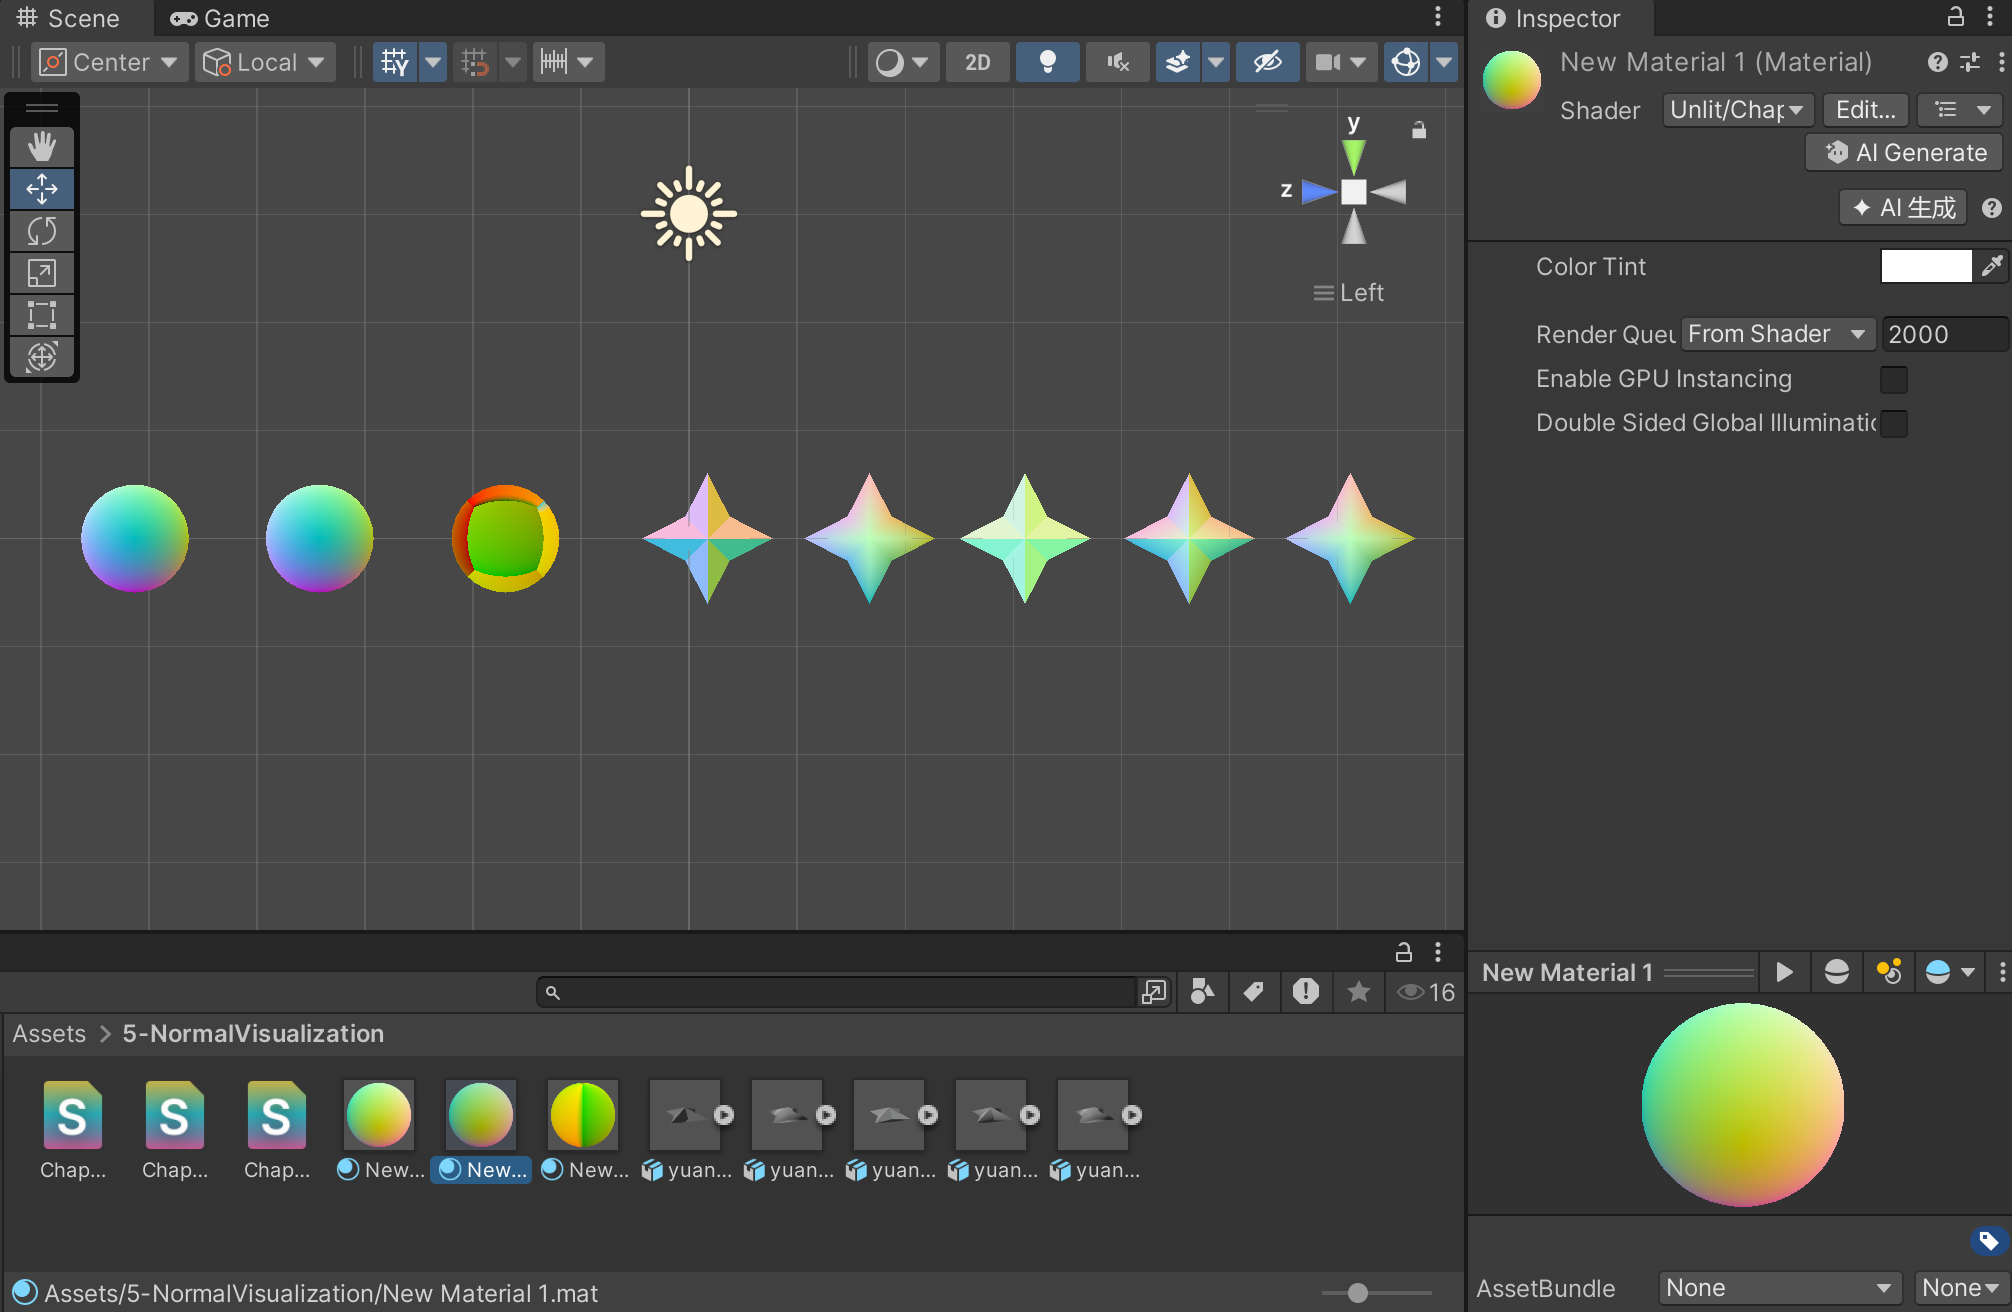 Scene
Game
Center
Local
2D
y
z
Left
Inspector
New Material 1 (Material)
Shader
Unlit/Chap
Edit...
AI Generate
AI 生成
Color Tint
Render Queu
From Shader
2000
Enable GPU Instancing
Double Sided Global Illuminatio
16
Assets > 5-NormalVisualization
S
S
S
Chap...
Chap...
Chap...
New...
New...
New...
yuan...
yuan...
yuan...
yuan...
yuan...
Assets/5-NormalVisualization/New Material 1.mat
New Material 1
AssetBundle
None
None